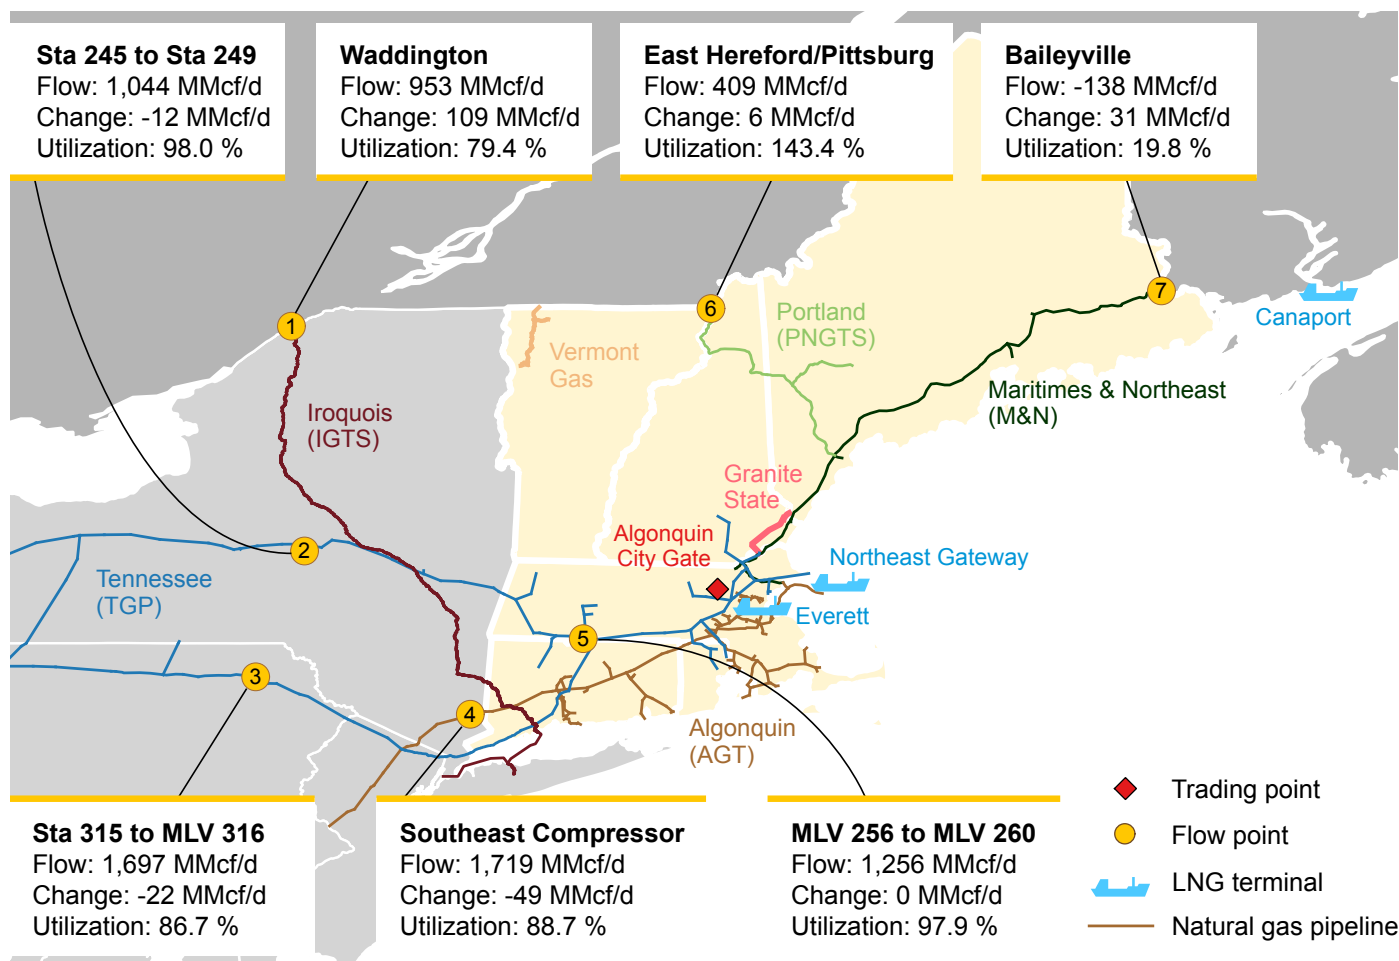 Sta 245 to Sta 249
Flow: 1,044 MMcf/d
Change: -12 MMcf/d
Utilization: 98.0 %
Waddington
Flow: 953 MMcf/d
Change: 109 MMcf/d
Utilization: 79.4 %
East Hereford/Pittsburg
Flow: 409 MMcf/d
Change: 6 MMcf/d
Utilization: 143.4 %
Baileyville
Flow: -138 MMcf/d
Change: 31 MMcf/d
Utilization: 19.8 %
7
6
1
Canaport
Portland
(PNGTS)
Vermont
Gas
Maritimes & Northeast
(M&N)
Iroquois
(IGTS)
Granite
State
Algonquin
City Gate
2
Northeast Gateway
Tennessee
(TGP)
Everett
5
3
4
Algonquin
(AGT)
Sta 315 to MLV 316
Flow: 1,697 MMcf/d
Change: -22 MMcf/d
Utilization: 86.7 %
Southeast Compressor
Flow: 1,719 MMcf/d
Change: -49 MMcf/d
Utilization: 88.7 %
MLV 256 to MLV 260
Flow: 1,256 MMcf/d
Change: 0 MMcf/d
Utilization: 97.9 %
Trading point
Flow point
LNG terminal
Natural gas pipeline